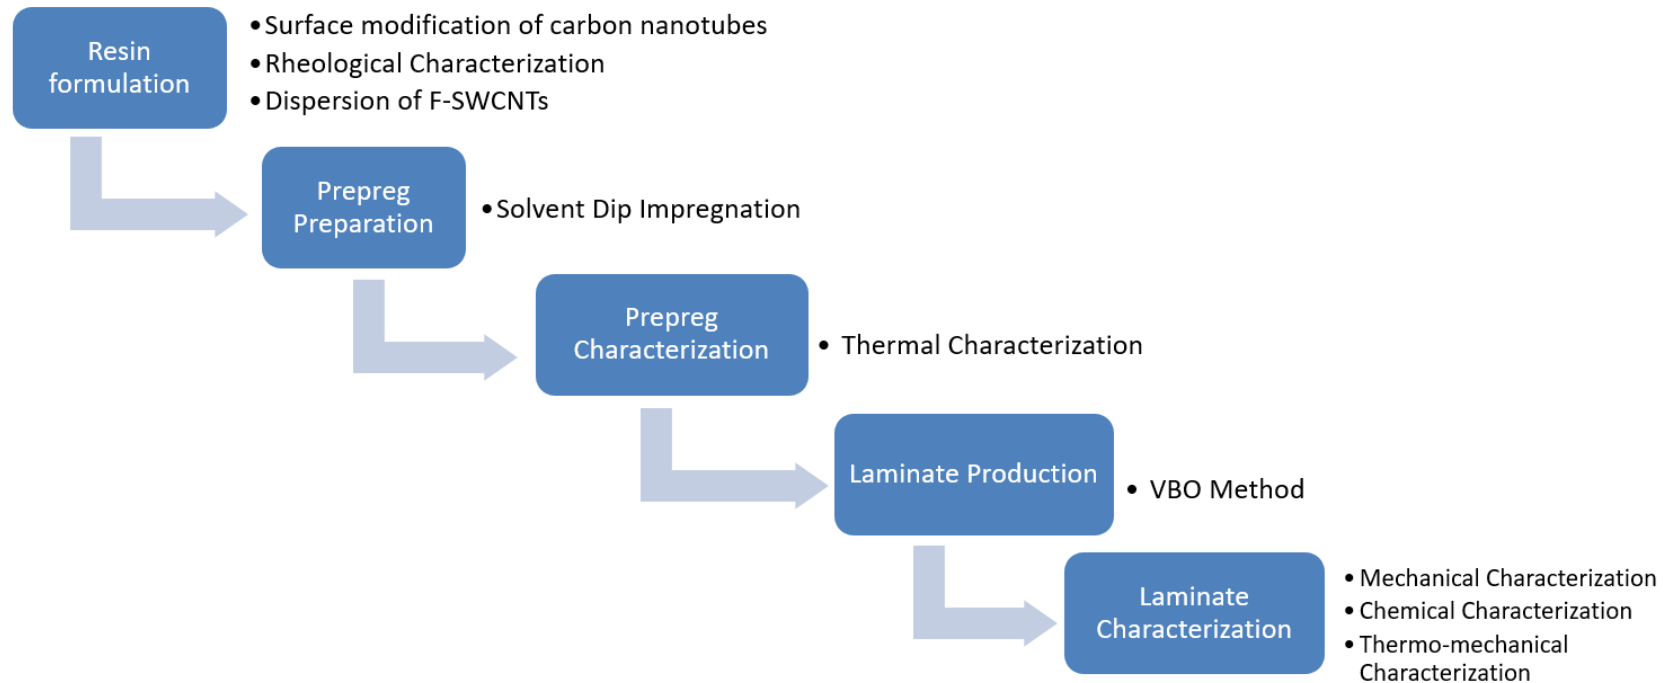 Resin
formulation
•Surface modification of carbon nanotubes
•Rheological Characterization
•Dispersion of F-SWCNTs
Prepreg
Preparation
•Solvent Dip Impregnation
Prepreg
Characterization
• Thermal Characterization
Laminate Production
• VBO Method
Laminate
Characterization
•Mechanical Characterization
•Chemical Characterization
•Thermo-mechanical
Characterization